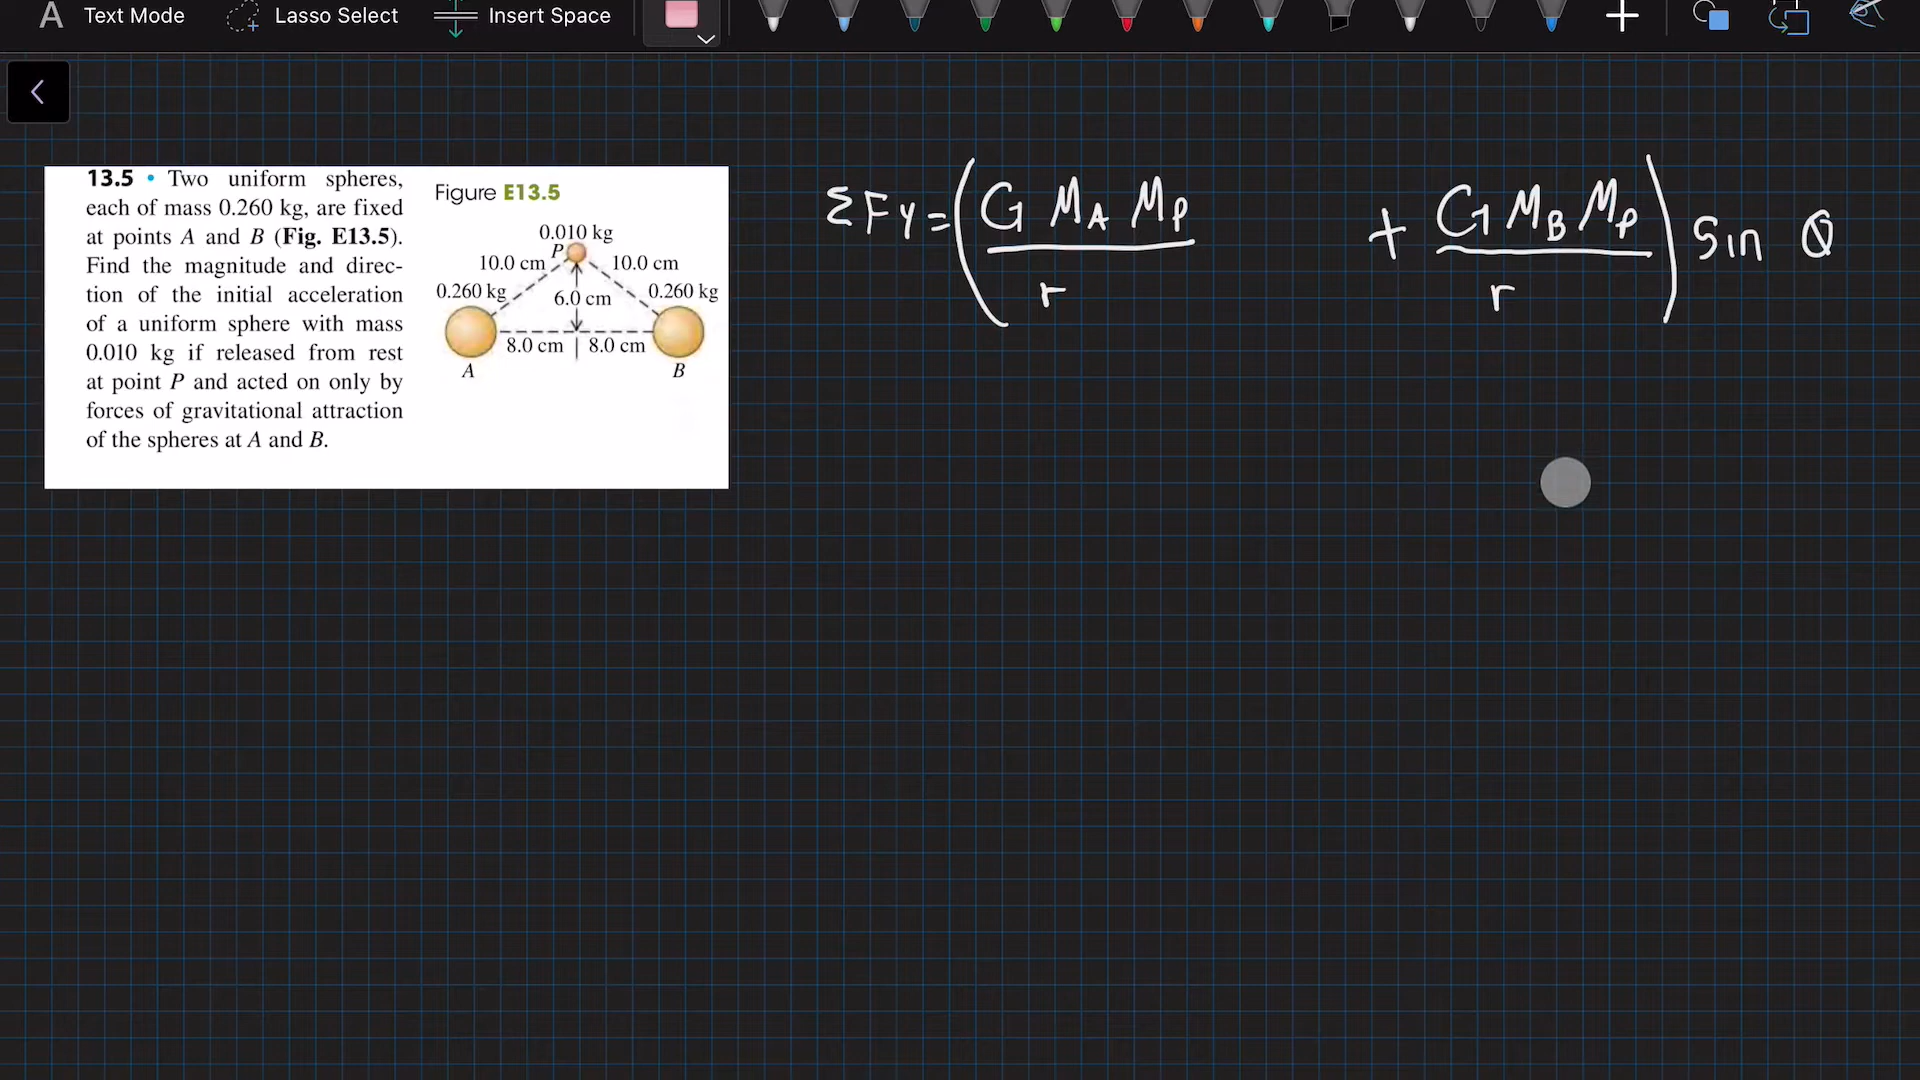 A Text Mode Lasso Select Insert Space
13.5 • Two uniform spheres,
each of mass 0.260 kg, are fixed
at points A and B (Fig. E13.5).
Find the magnitude and direc-
tion of the initial acceleration
of a uniform sphere with mass
0.010 kg if released from rest
at point P and acted on only by
forces of gravitational attraction
of the spheres at A and B.
Figure E13.5
0.010 kg
P
10.0 cm 10.0 cm
0.260 kg 6.0 cm 0.260 kg
8.0 cm 8.0 cm
A B
ΣFy=(G MA MP + G MB MP) sin θ
r r